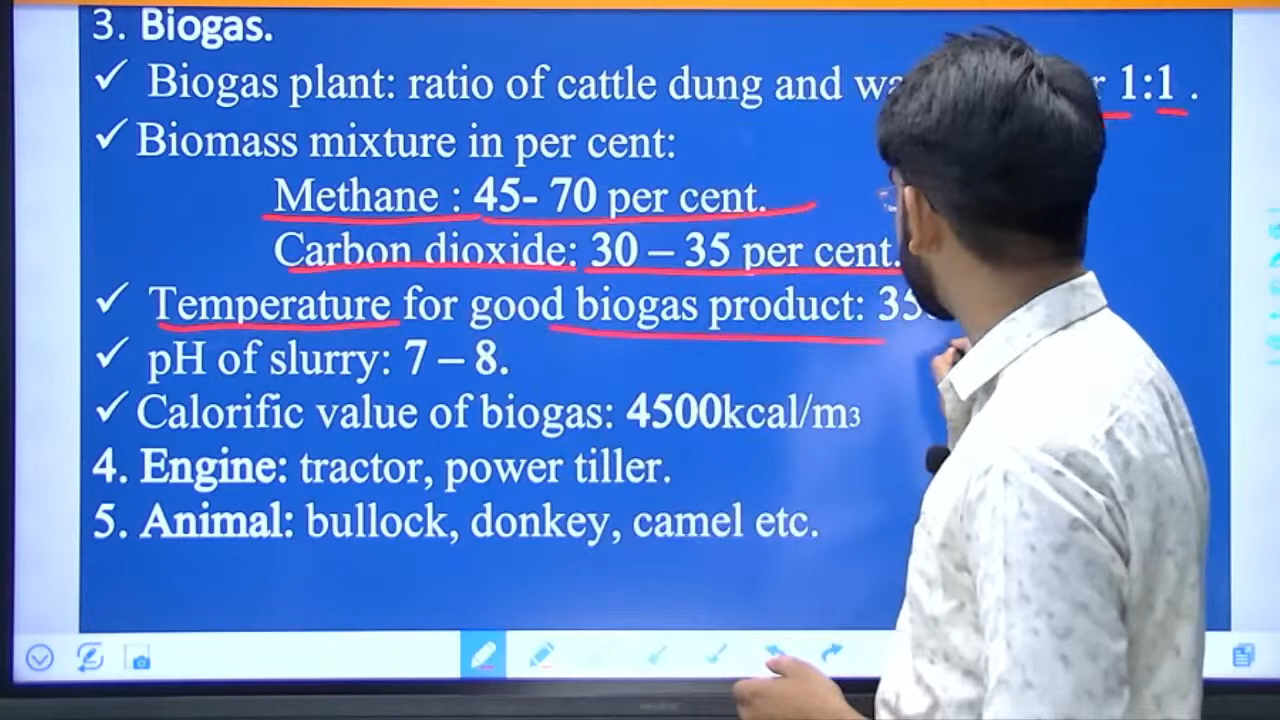 3. Biogas.
✓ Biogas plant: ratio of cattle dung and 1:1 .
✓ Biomass mixture in per cent:
Methane : 45- 70 per cent.
Carbon dioxide: 30 – 35 per cent.
✓ Temperature for good biogas product:
✓ pH of slurry: 7 – 8.
✓ Calorific value of biogas: 4500kcal/m3
4. Engine: tractor, power tiller.
5. Animal: bullock, donkey, camel etc.